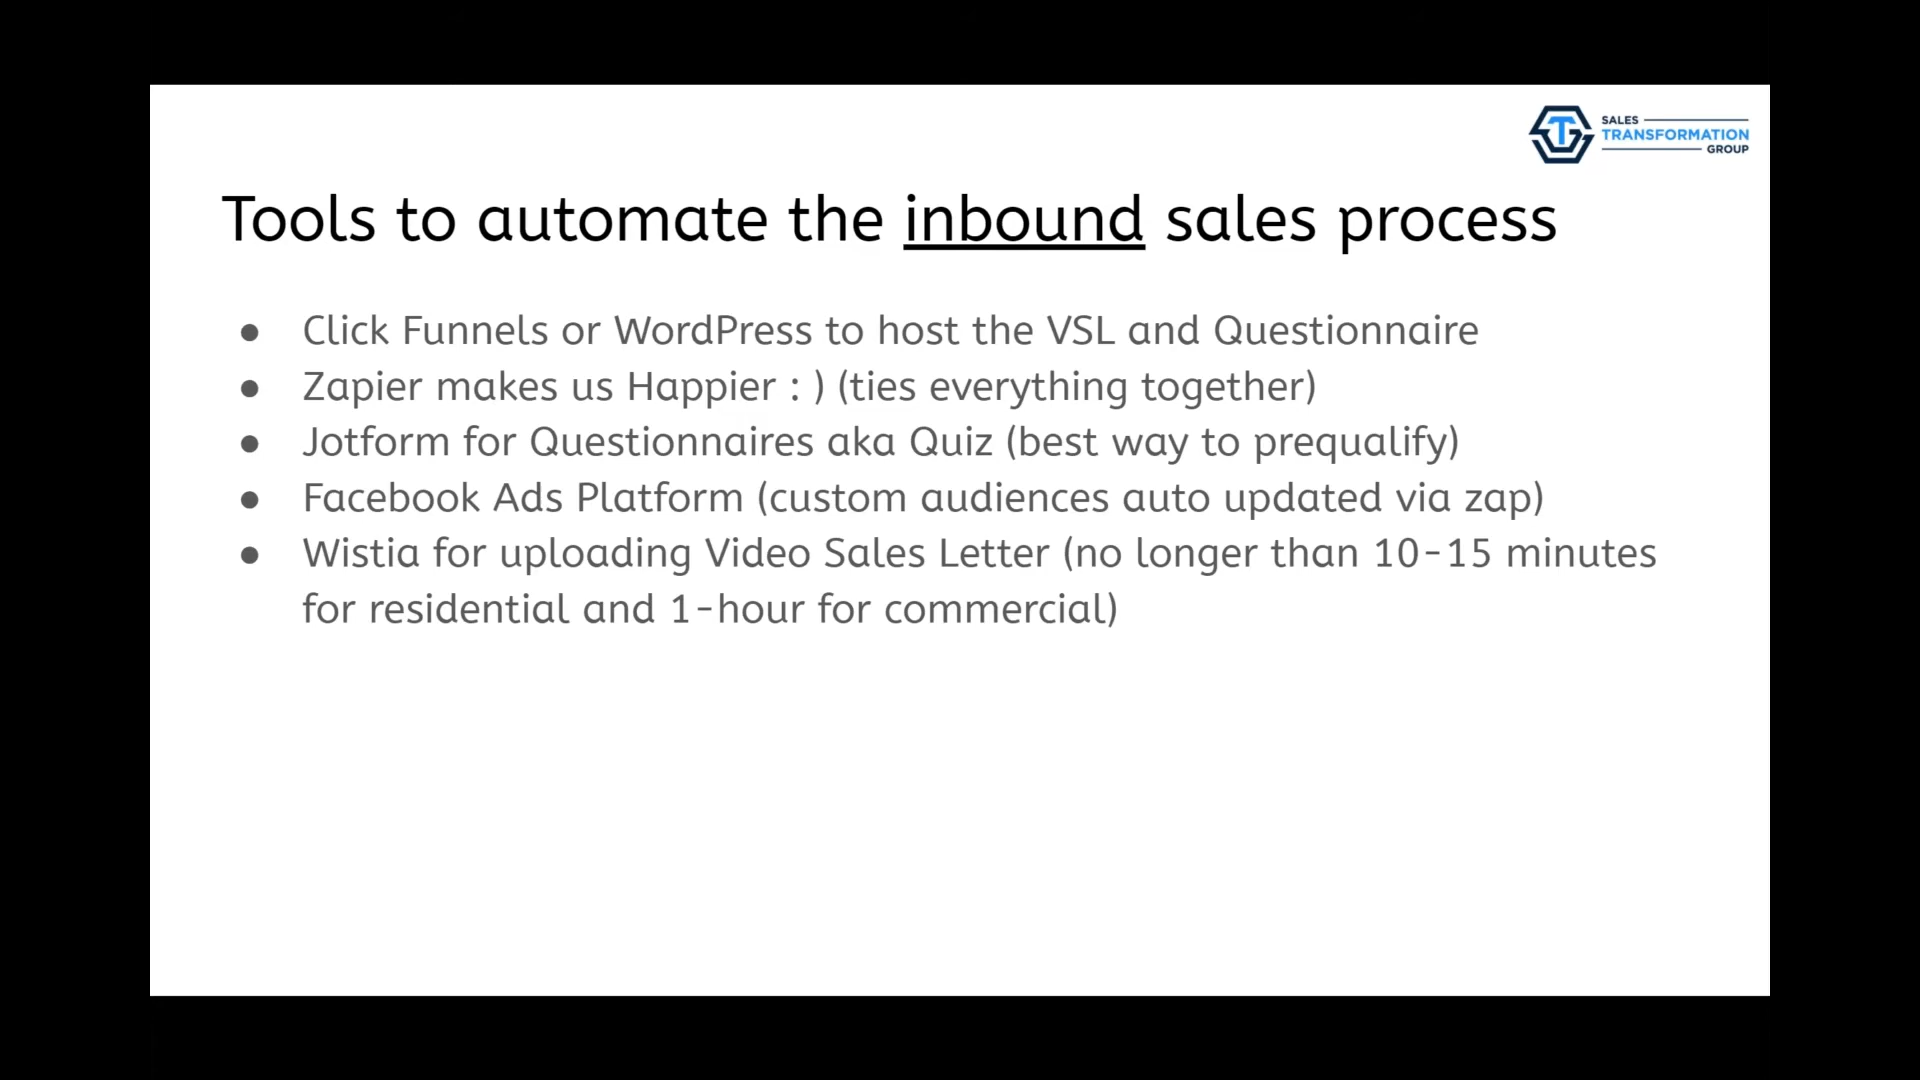 SALES
TRANSFORMATION
GROUP
Tools to automate the inbound sales process
● Click Funnels or WordPress to host the VSL and Questionnaire
● Zapier makes us Happier : ) (ties everything together)
● Jotform for Questionnaires aka Quiz (best way to prequalify)
● Facebook Ads Platform (custom audiences auto updated via zap)
● Wistia for uploading Video Sales Letter (no longer than 10-15 minutes
for residential and 1-hour for commercial)